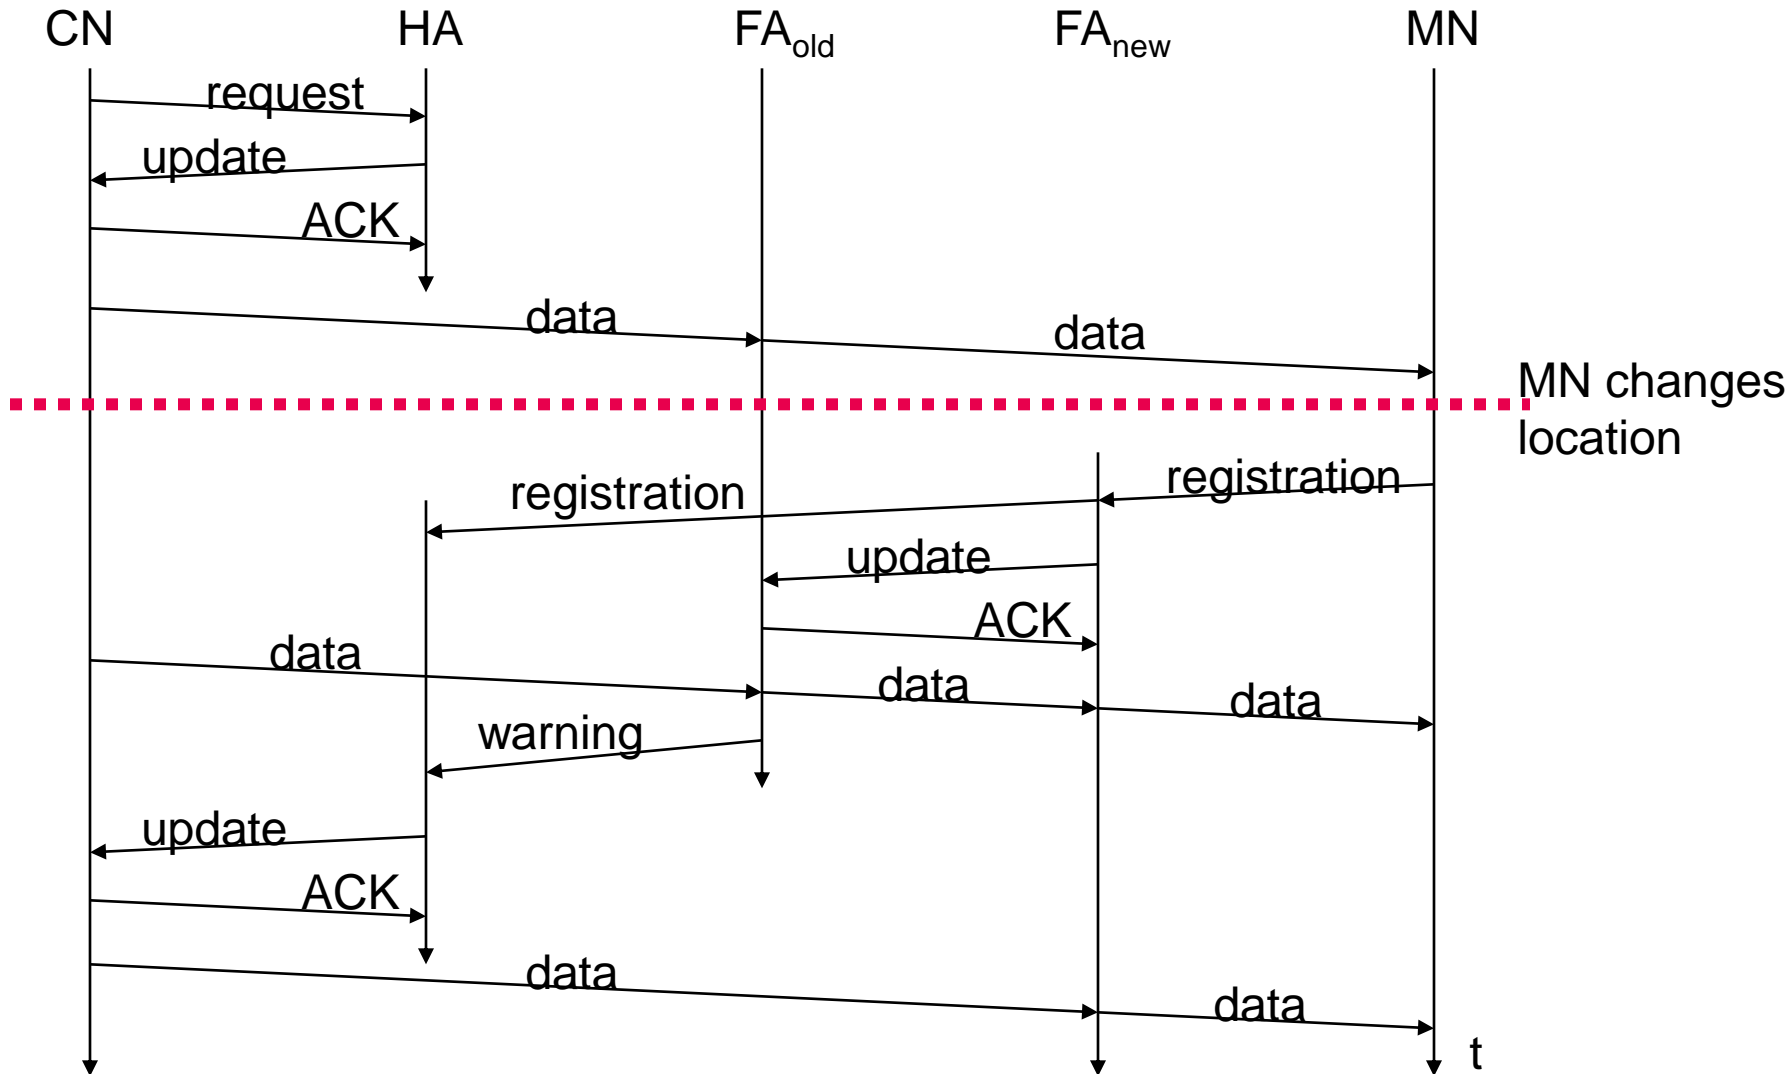 CN HA FAold FAnew MN
request
update
ACK
data data
MN changes
location
registration registration
update
ACK
data data data
warning
update
ACK
data data
t